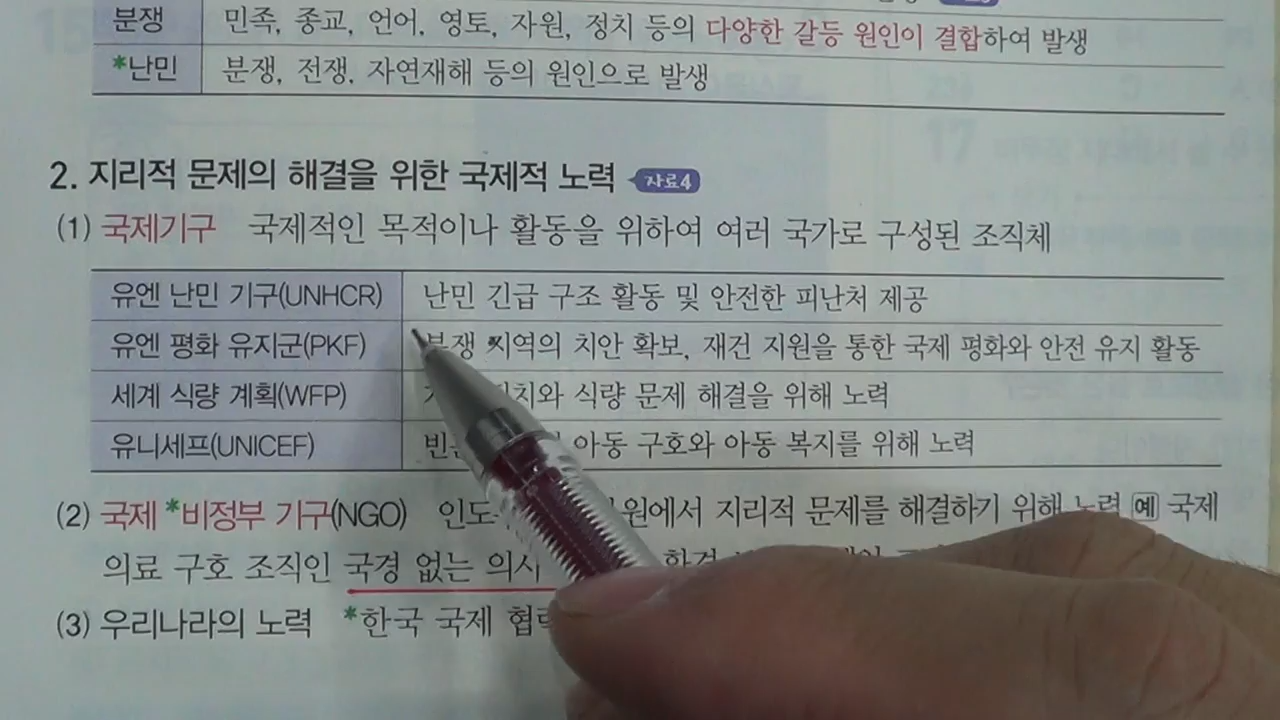 분쟁 민족, 종교, 언어, 영토, 자원, 정치 등의 다양한 갈등 원인이 결합하여 발생
*난민 분쟁, 전쟁, 자연재해 등의 원인으로 발생
2. 지리적 문제의 해결을 위한 국제적 노력 자료4
(1) 국제기구 국제적인 목적이나 활동을 위하여 여러 국가로 구성된 조직체
유엔 난민 기구(UNHCR) 난민 긴급 구조 활동 및 안전한 피난처 제공
유엔 평화 유지군(PKF) 분쟁 지역의 치안 확보, 재건 지원을 통한 국제 평화와 안전 유지 활동
세계 식량 계획(WFP) 식량 문제 해결을 위해 노력
유니세프(UNICEF) 아동 구호와 아동 복지를 위해 노력
(2) 국제 *비정부 기구(NGO) 지리적 문제를 해결하기 위해 노력 예 국제
의료 구호 조직인 국경 없는
(3) 우리나라의 노력 *한국 국제